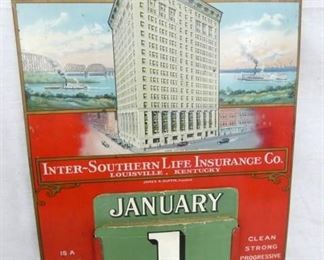 INTER-SOUTHERN LIFE INSURANCE CO.
LOUISVILLE, KENTUCKY
JANUARY
1
IS A
CLEAN
STRONG
PROGRESSIVE